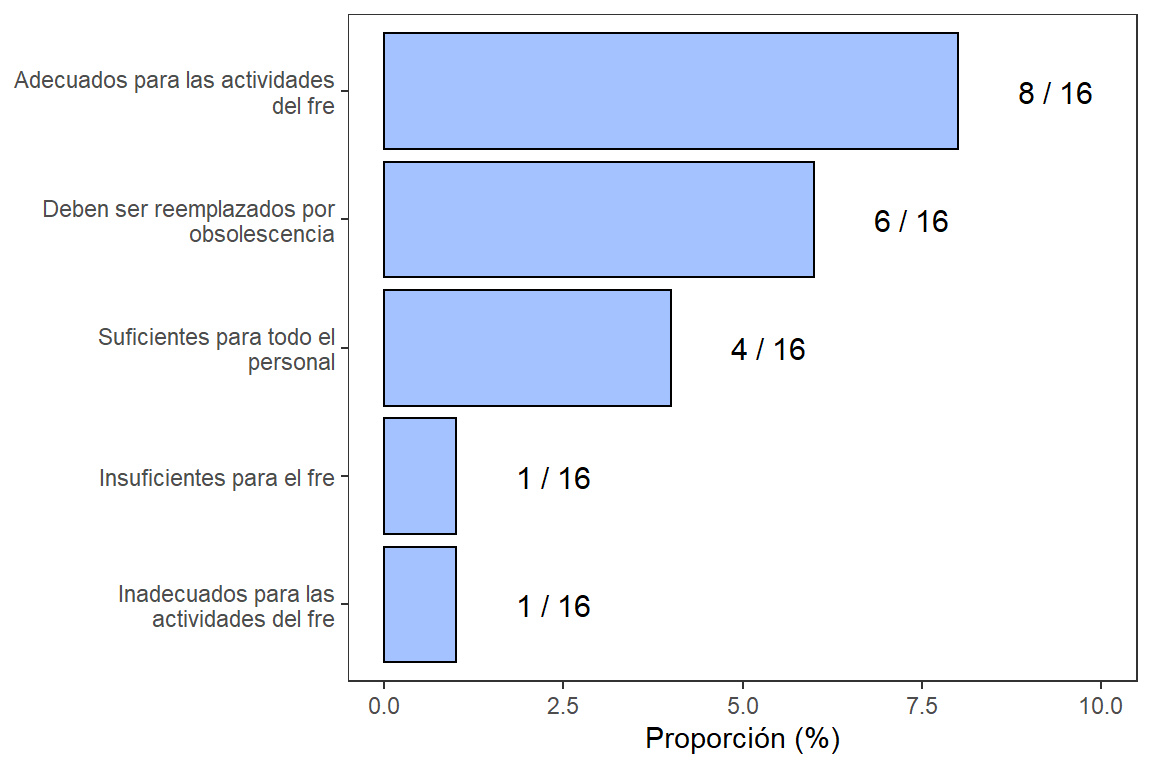 Adecuados para las actividades
del fre
8 / 16
Deben ser reemplazados por
obsolescencia
6 / 16
Suficientes para todo el
personal
4 / 16
Insuficientes para el fre
1 / 16
Inadecuados para las
actividades del fre
1 / 16
0.0 2.5 5.0 7.5 10.0
Proporción (%)